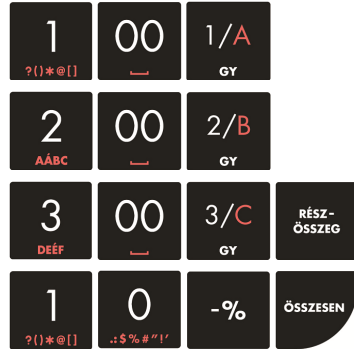 1 00 1/A
?()*@[] ⎵ GY
2 00 2/B
AÁBC ⎵ GY
3 00 3/C RÉSZ-
ÖSSZEG
DEÉF ⎵ GY
1 0 -% ÖSSZESEN
?()*@[] .:$%#"!'